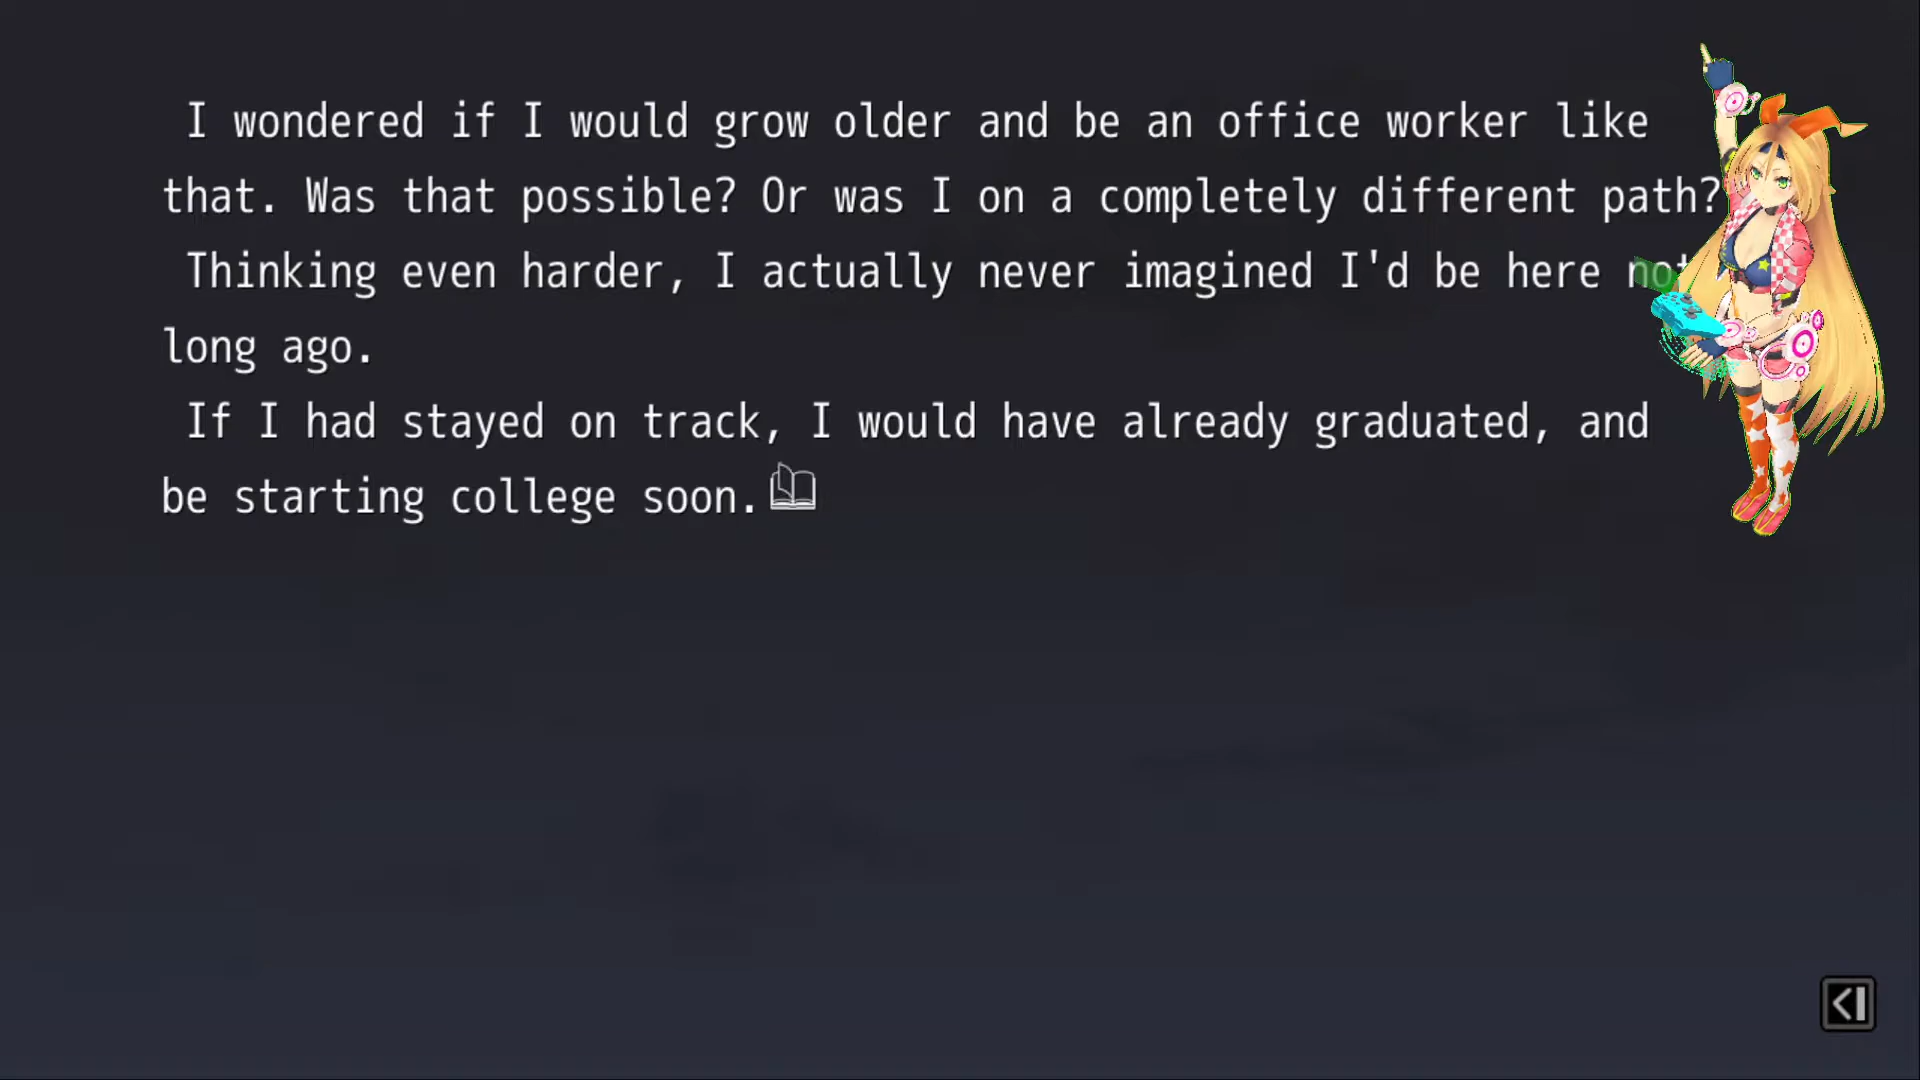 I wondered if I would grow older and be an office worker like
that. Was that possible? Or was I on a completely different path?
Thinking even harder, I actually never imagined I'd be here not
long ago.
If I had stayed on track, I would have already graduated, and
be starting college soon.